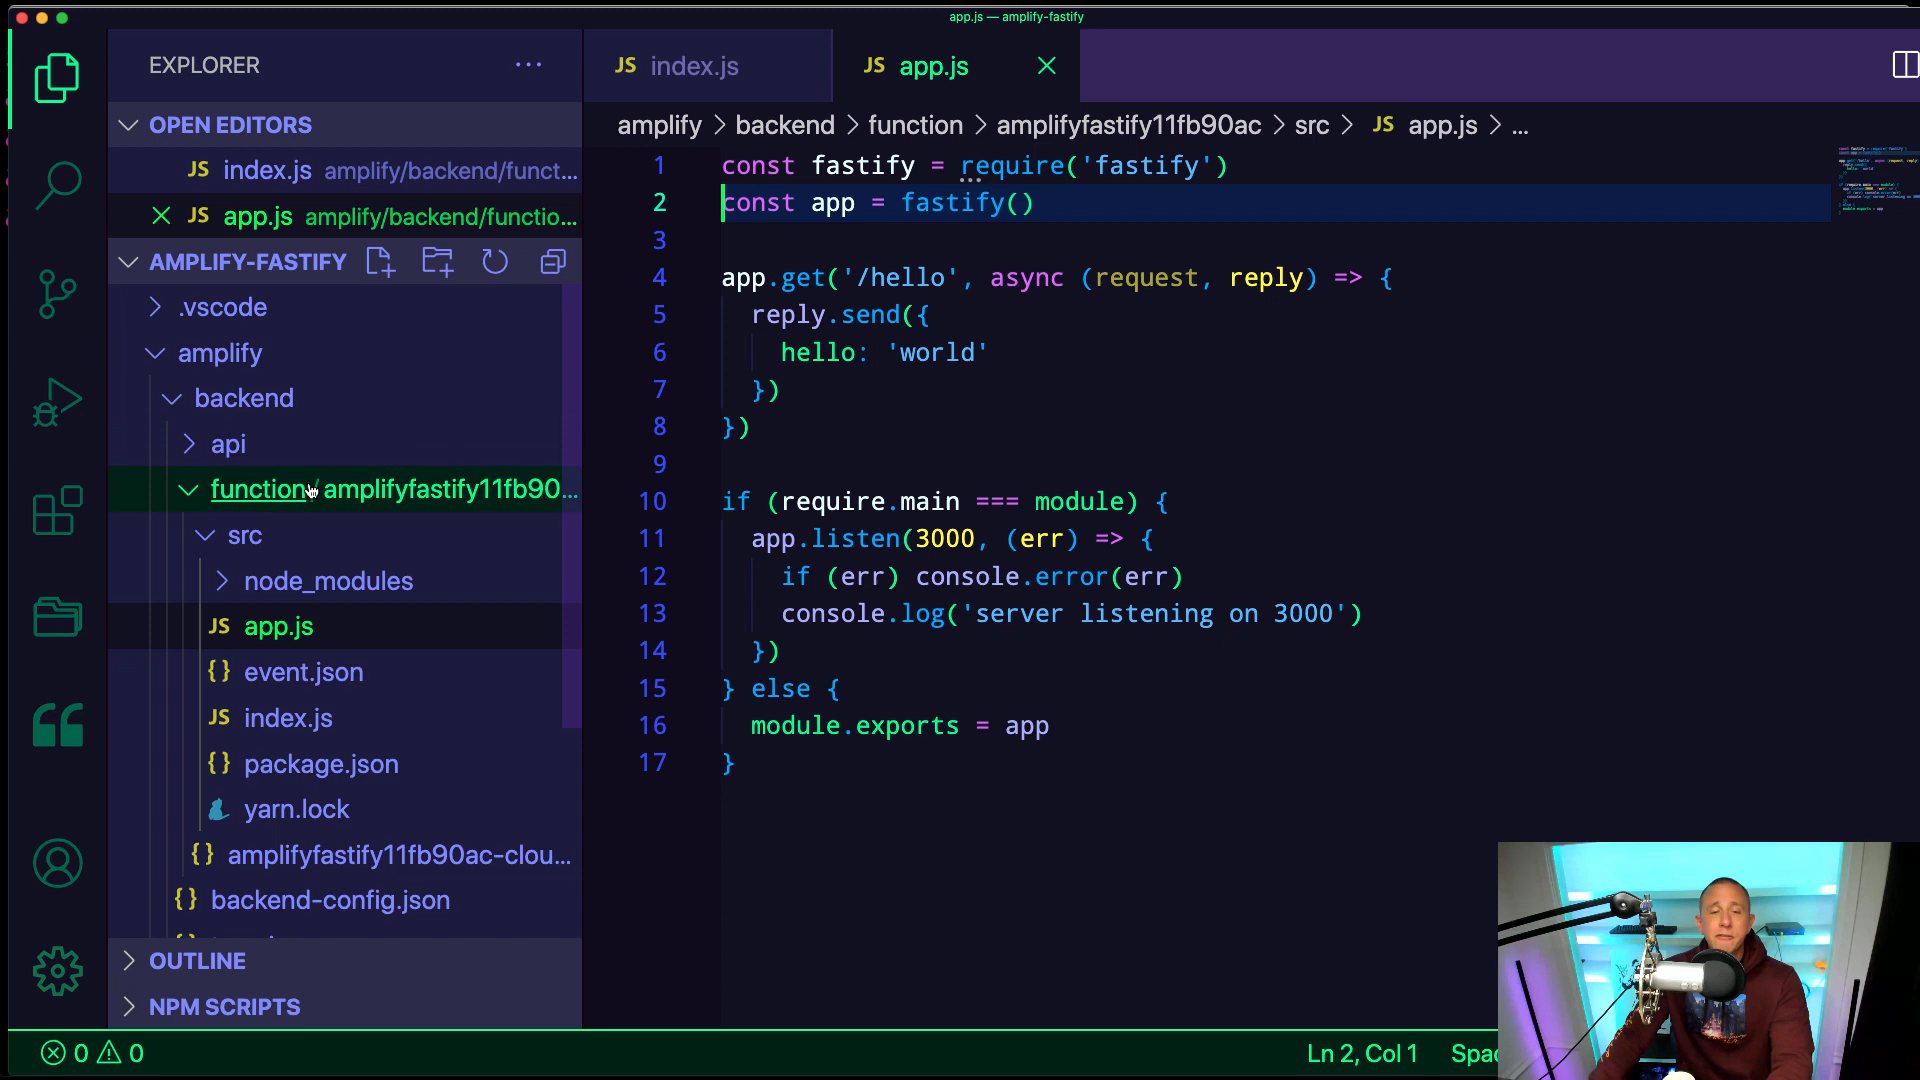 app.js — amplify-fastify
EXPLORER
OPEN EDITORS
JS index.js amplify/backend/funct...
JS app.js amplify/backend/functio...
AMPLIFY-FASTIFY
.vscode
amplify
backend
api
function / amplifyfastify11fb90...
src
node_modules
JS app.js
{} event.json
JS index.js
{} package.json
yarn.lock
{} amplifyfastify11fb90ac-clou...
{} backend-config.json
OUTLINE
NPM SCRIPTS
JS index.js
JS app.js
amplify > backend > function > amplifyfastify11fb90ac > src > JS app.js > ...
1 const fastify = require('fastify')
2 const app = fastify()
3
4 app.get('/hello', async (request, reply) => {
5 reply.send({
6 hello: 'world'
7 })
8 })
9
10 if (require.main === module) {
11 app.listen(3000, (err) => {
12 if (err) console.error(err)
13 console.log('server listening on 3000')
14 })
15 } else {
16 module.exports = app
17 }
0 0
Ln 2, Col 1 Spac